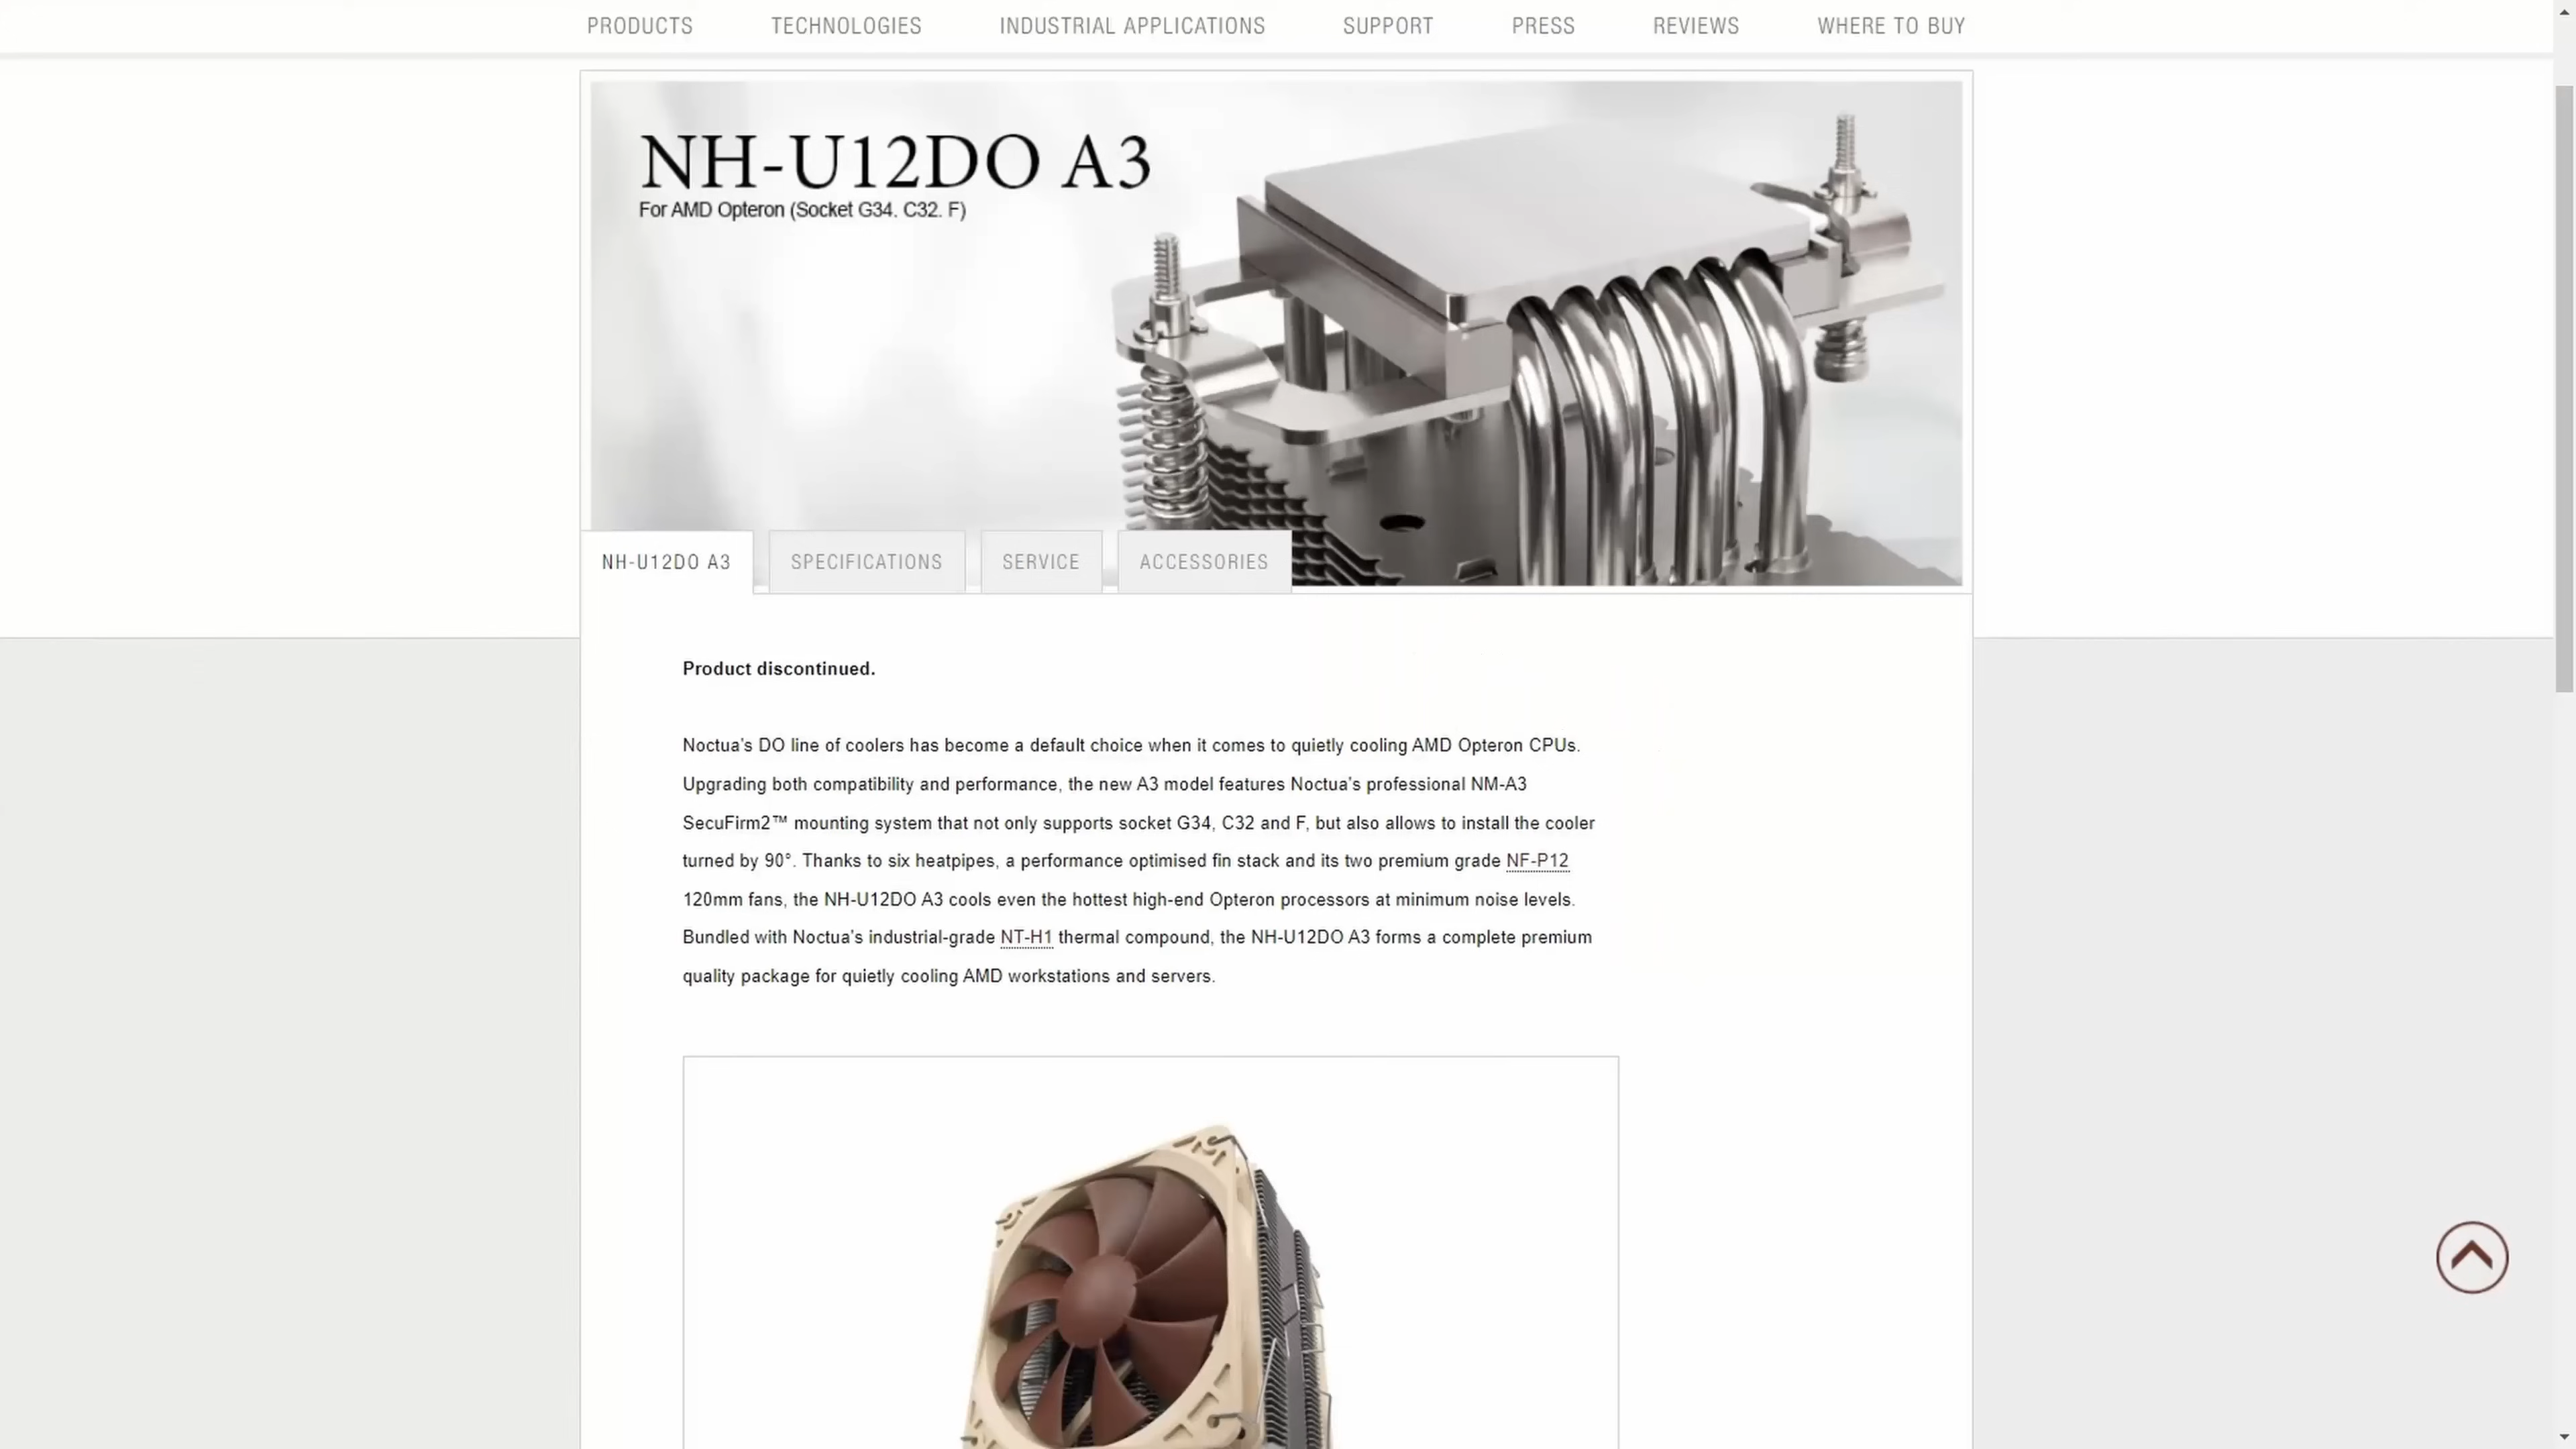 PRODUCTS TECHNOLOGIES INDUSTRIAL APPLICATIONS SUPPORT PRESS REVIEWS WHERE TO BUY
NH-U12DO A3
For AMD Opteron (Socket G34. C32. F)
NH-U12DO A3 SPECIFICATIONS SERVICE ACCESSORIES
Product discontinued.
Noctua's DO line of coolers has become a default choice when it comes to quietly cooling AMD Opteron CPUs.
Upgrading both compatibility and performance, the new A3 model features Noctua's professional NM-A3
SecuFirm2™ mounting system that not only supports socket G34, C32 and F, but also allows to install the cooler
turned by 90°. Thanks to six heatpipes, a performance optimised fin stack and its two premium grade NF-P12
120mm fans, the NH-U12DO A3 cools even the hottest high-end Opteron processors at minimum noise levels.
Bundled with Noctua's industrial-grade NT-H1 thermal compound, the NH-U12DO A3 forms a complete premium
quality package for quietly cooling AMD workstations and servers.